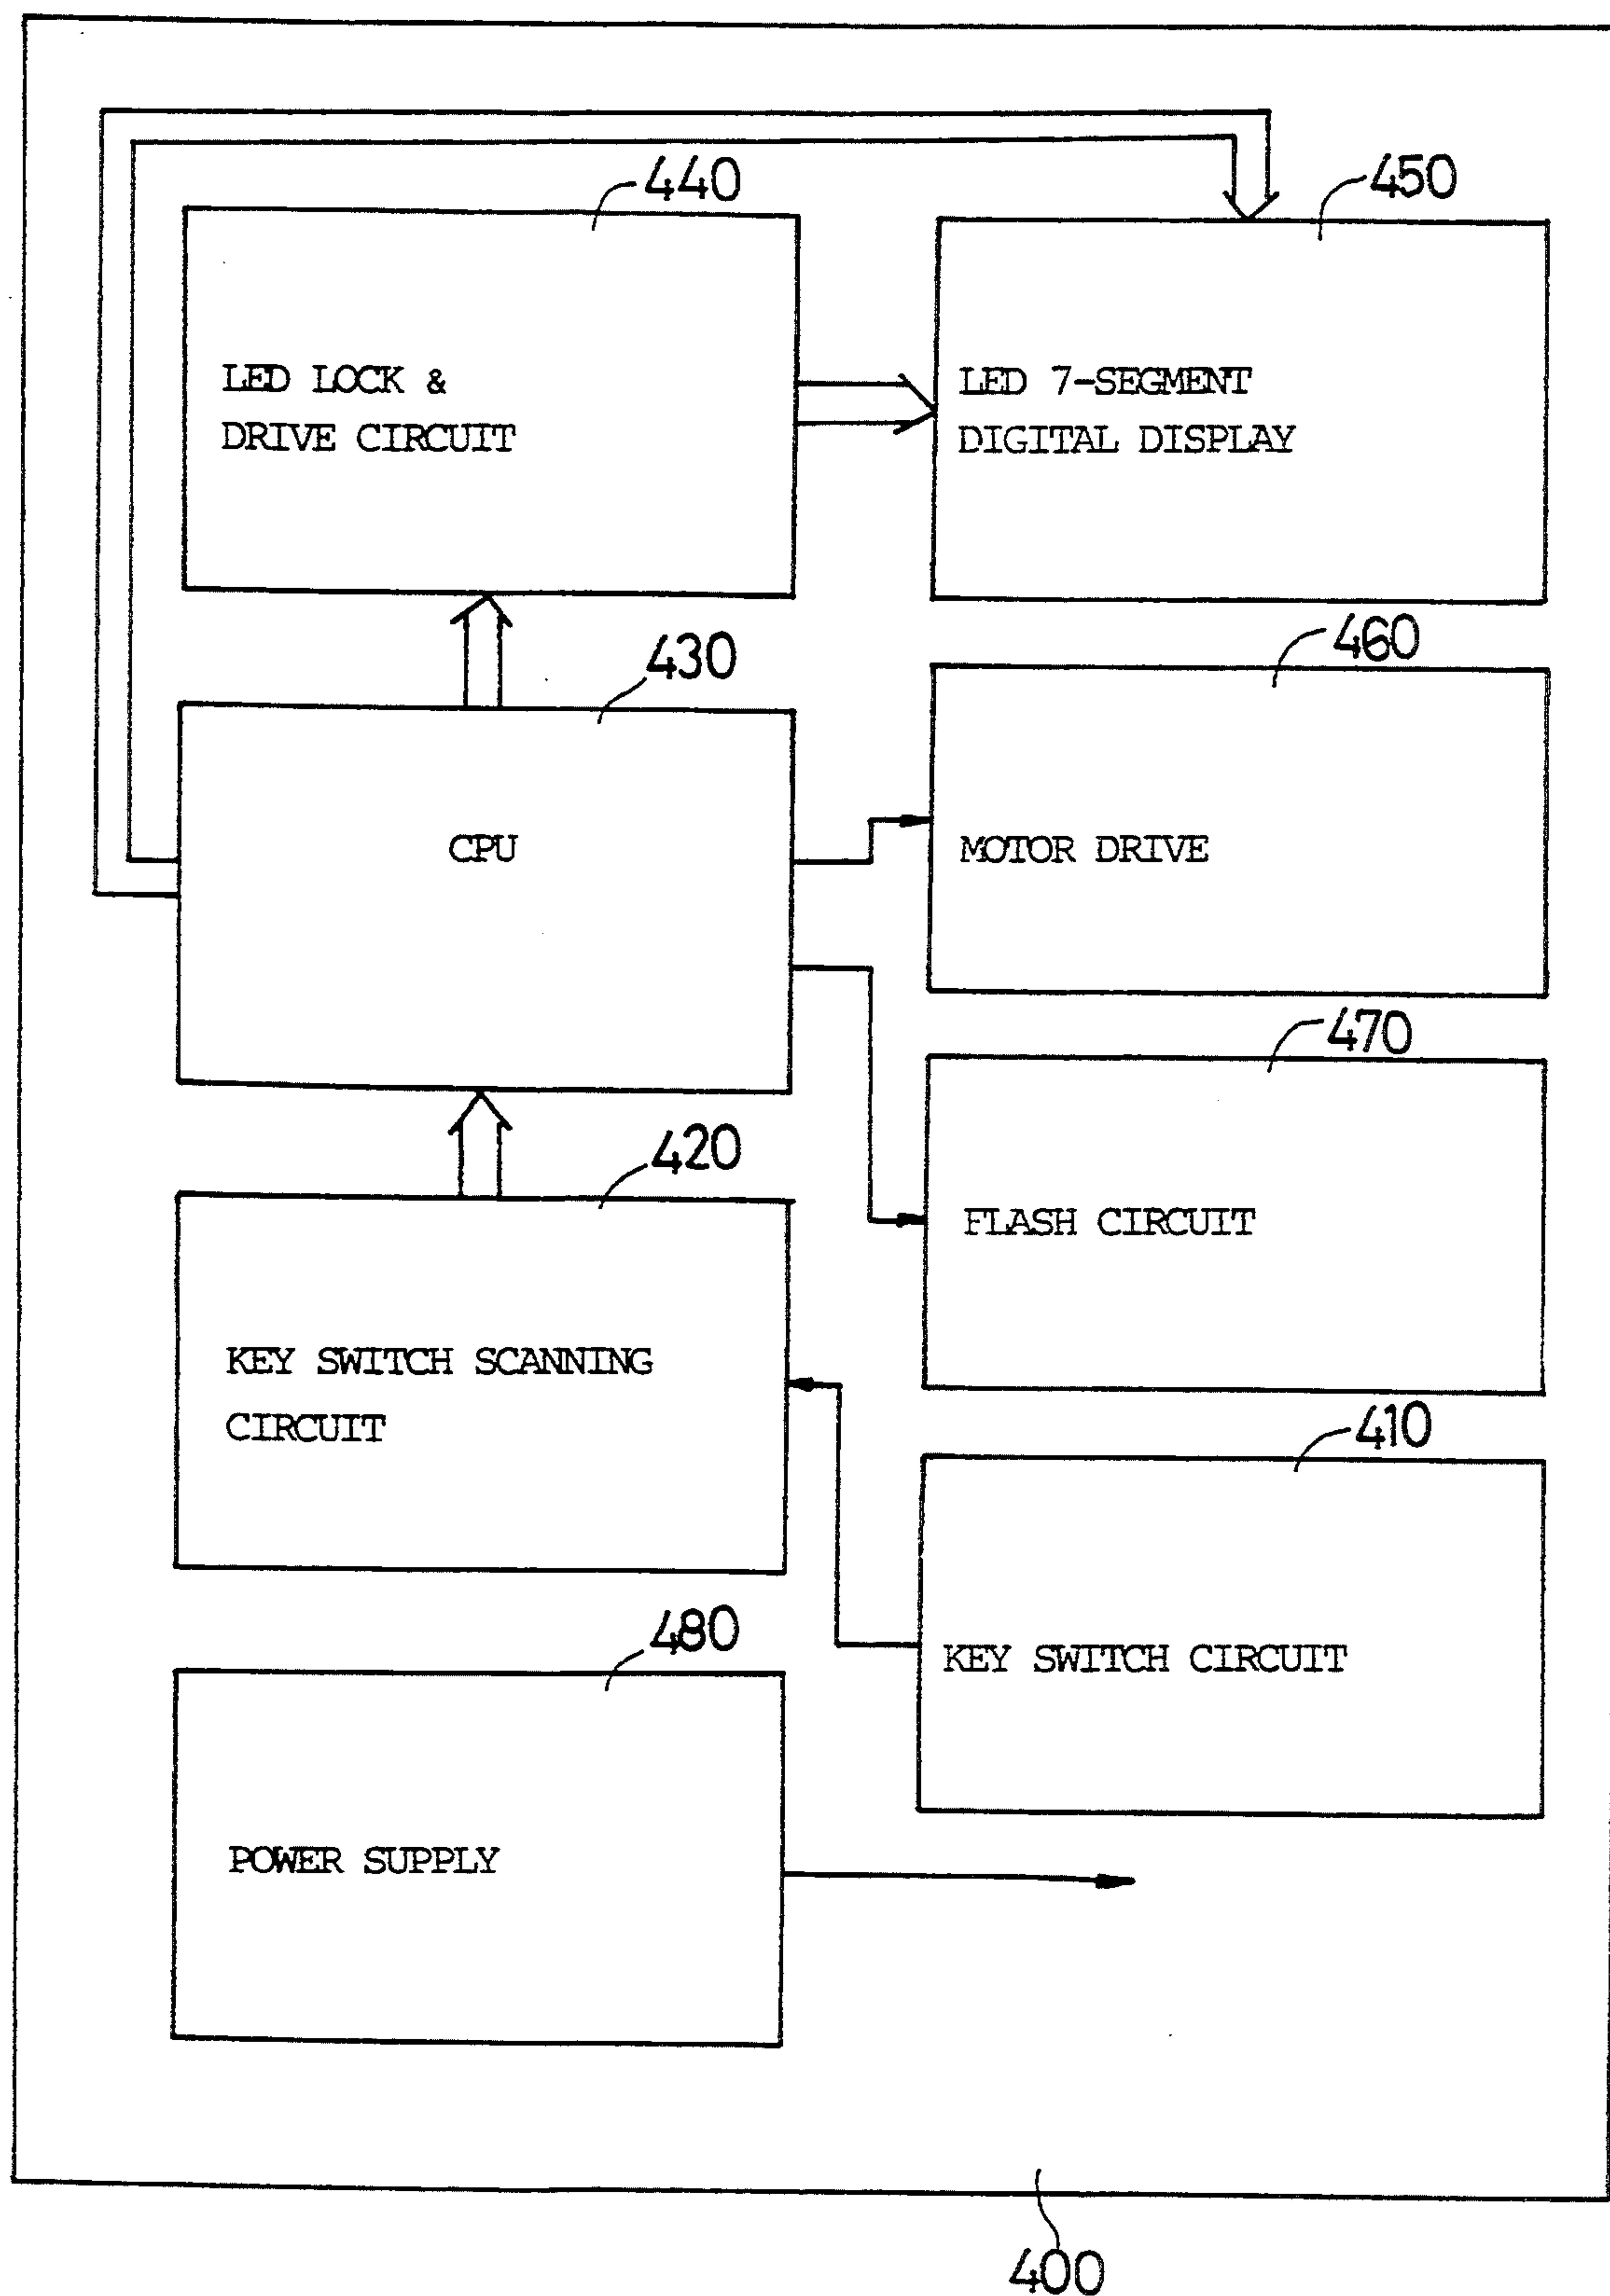 440
450
LED LOCK &
DRIVE CIRCUIT
LED 7-SEGMENT
DIGITAL DISPLAY
430
460
CPU
MOTOR DRIVE
470
420
FLASH CIRCUIT
KEY SWITCH SCANNING
CIRCUIT
410
480
KEY SWITCH CIRCUIT
POWER SUPPLY
400